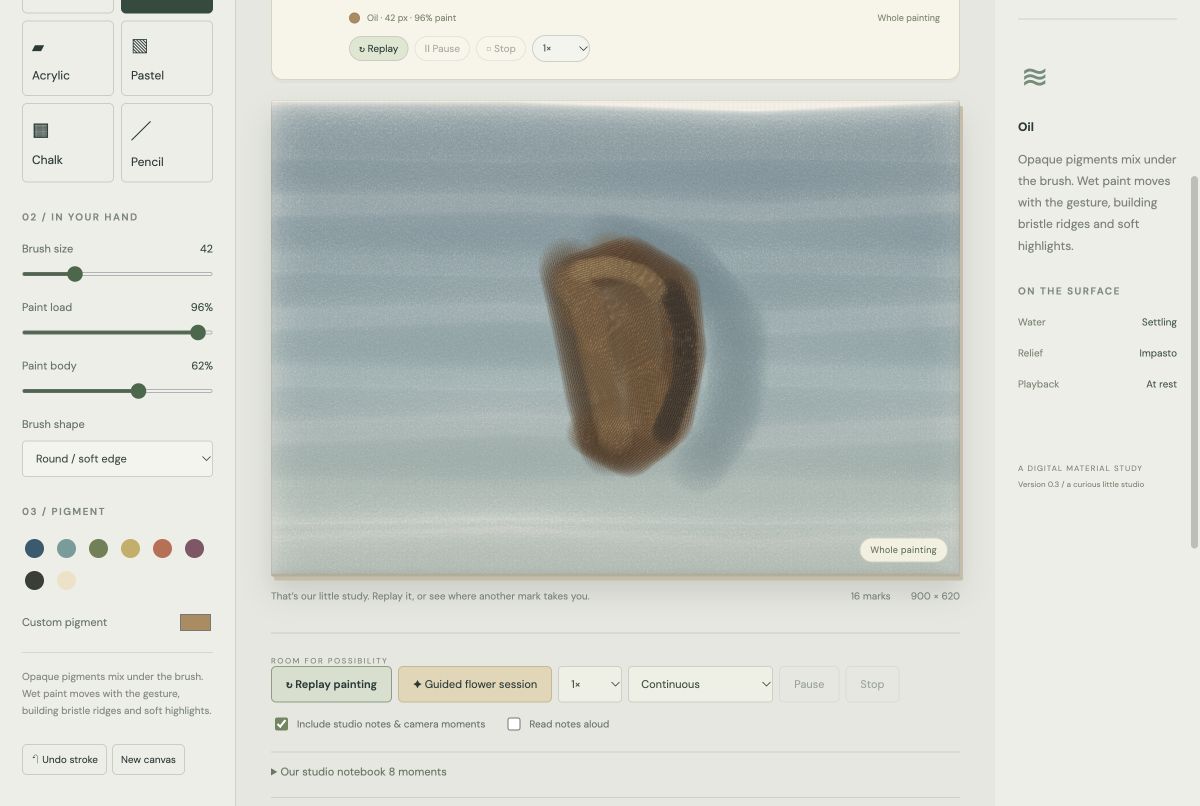 Acrylic
Pastel
Chalk
Pencil
02 / IN YOUR HAND
Brush size 42
Paint load 96%
Paint body 62%
Brush shape
Round / soft edge
03 / PIGMENT
Custom pigment
Opaque pigments mix under the brush.
Wet paint moves with the gesture,
building bristle ridges and soft highlights.
Undo stroke
New canvas
Oil · 42 px · 96% paint
Whole painting
↻ Replay
II Pause
▫ Stop
1×
Whole painting
That's our little study. Replay it, or see where another mark takes you.
16 marks
900 × 620
ROOM FOR POSSIBILITY
↻ Replay painting
✦ Guided flower session
1×
Continuous
Pause
Stop
Include studio notes & camera moments
Read notes aloud
▶ Our studio notebook 8 moments
Oil
Opaque pigments mix under
the brush. Wet paint moves
with the gesture, building
bristle ridges and soft
highlights.
ON THE SURFACE
Water Settling
Relief Impasto
Playback At rest
A DIGITAL MATERIAL STUDY
Version 0.3 / a curious little studio